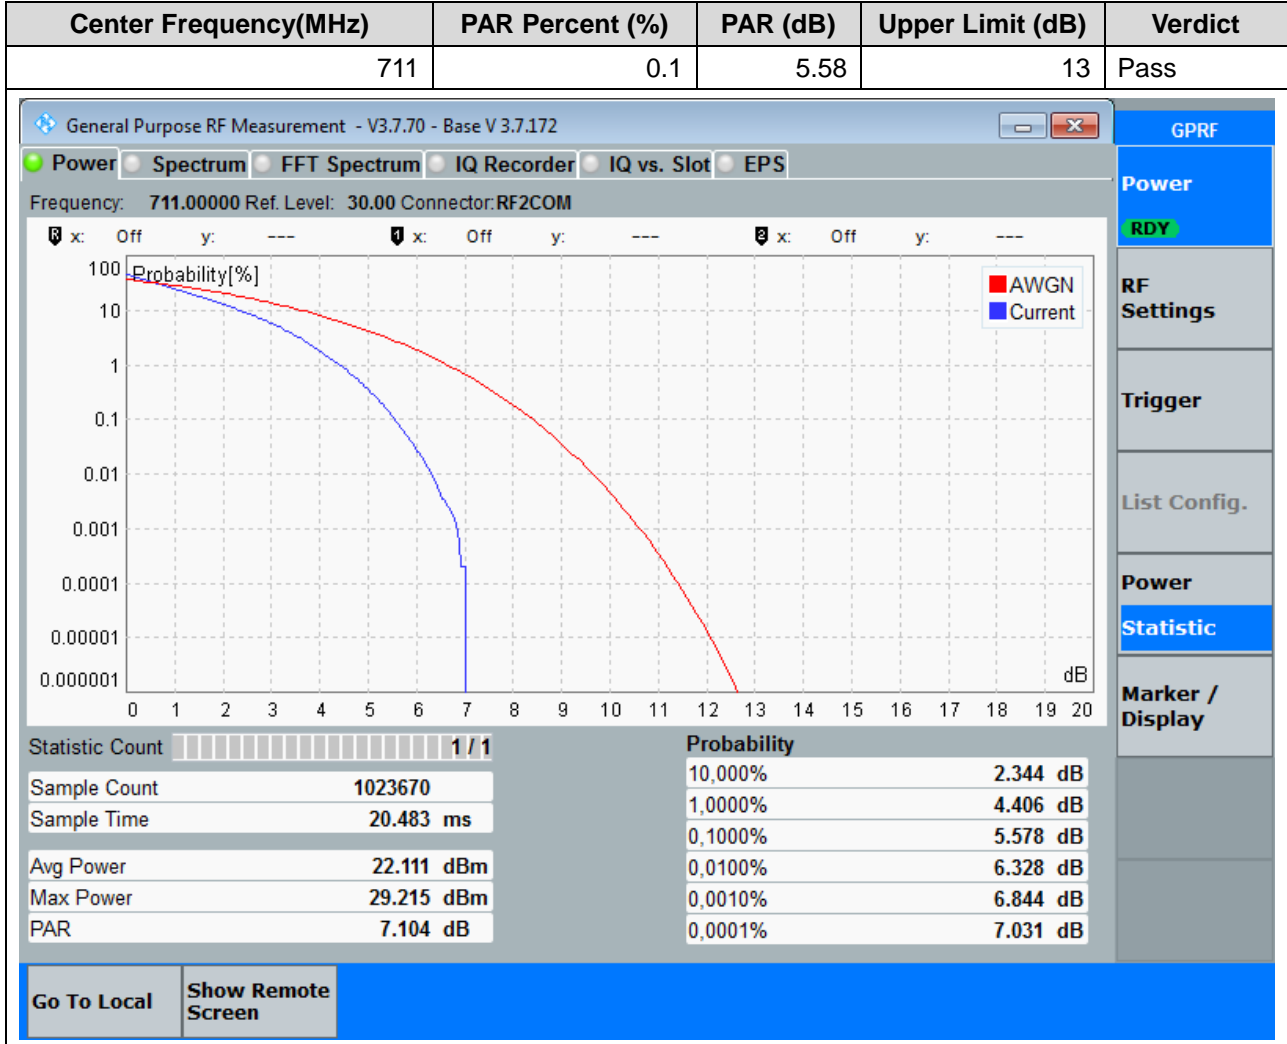 Center Frequency(MHz) PAR Percent (%) PAR (dB) Upper Limit (dB) Verdict
711 0.1 5.58 13 Pass
General Purpose RF Measurement - V3.7.70 - Base V 3.7.172
GPRF
Power Spectrum FFT Spectrum IQ Recorder IQ vs. Slot EPS
Power
RDY
Frequency: 711.00000 Ref. Level: 30.00 Connector:RF2COM
R x: Off y: --- 1 x: Off y: --- 2 x: Off y: ---
Probability[%]
AWGN
Current
100
10
1
0.1
0.01
0.001
0.0001
0.00001
0.000001
dB
0 1 2 3 4 5 6 7 8 9 10 11 12 13 14 15 16 17 18 19 20
RF
Settings
Trigger
List Config.
Power
Statistic
Marker /
Display
Statistic Count 1 / 1
Sample Count 1023670
Sample Time 20.483 ms
Avg Power 22.111 dBm
Max Power 29.215 dBm
PAR 7.104 dB
Probability
10,000% 2.344 dB
1,0000% 4.406 dB
0,1000% 5.578 dB
0,0100% 6.328 dB
0,0010% 6.844 dB
0,0001% 7.031 dB
Go To Local
Show Remote
Screen